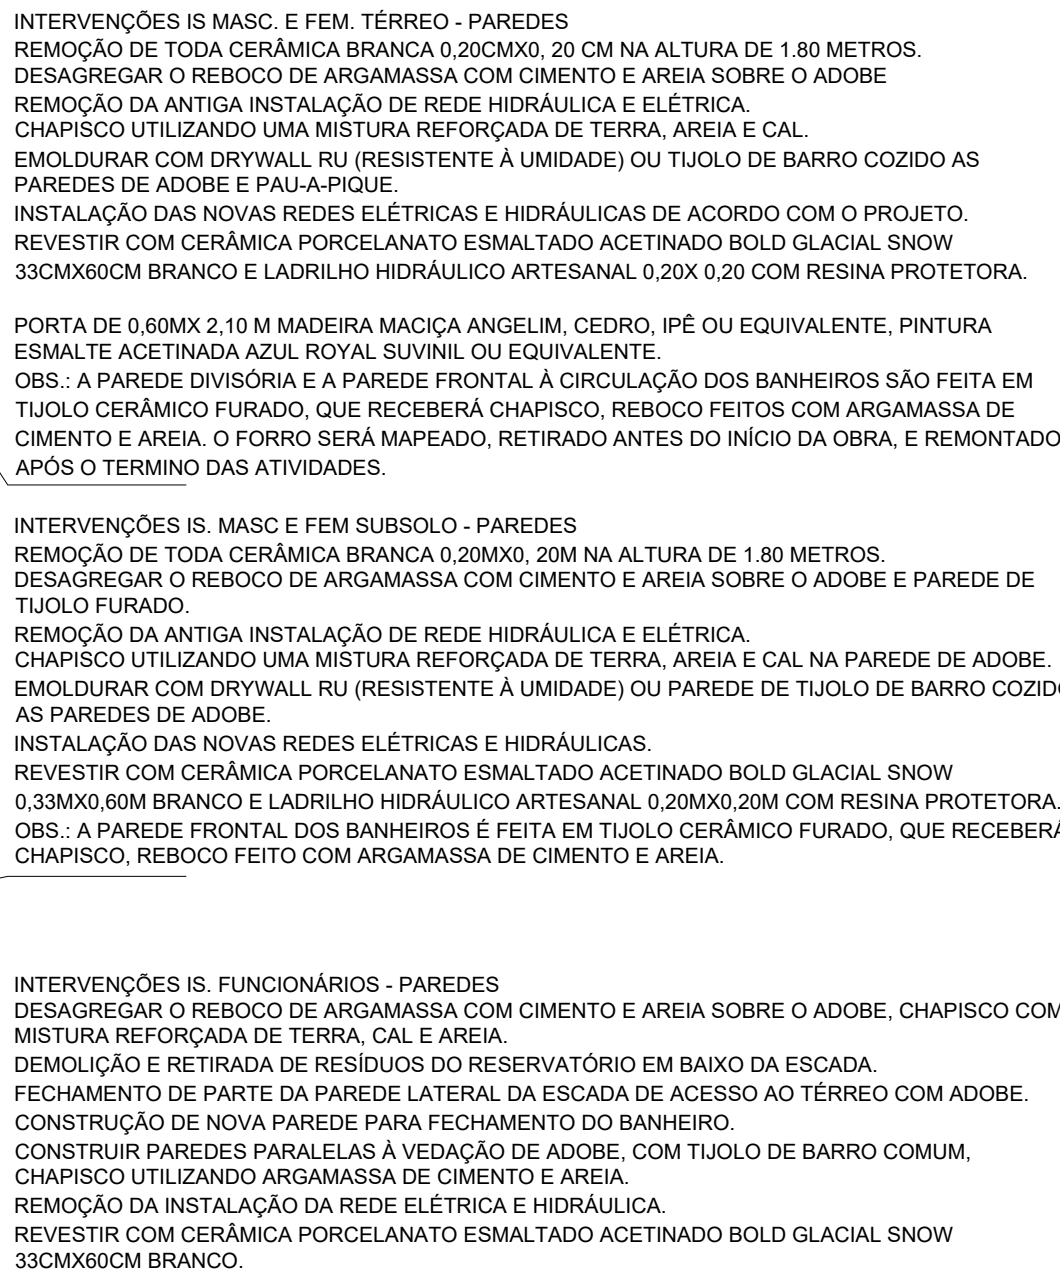 INTERVENÇÕES IS MASC. E FEM. TÉRREO - PAREDES
REMOÇÃO DE TODA CERÂMICA BRANCA 0,20CMX0, 20 CM NA ALTURA DE 1.80 METROS.
DESAGREGAR O REBOCO DE ARGAMASSA COM CIMENTO E AREIA SOBRE O ADOBE
REMOÇÃO DA ANTIGA INSTALAÇÃO DE REDE HIDRÁULICA E ELÉTRICA.
CHAPISCO UTILIZANDO UMA MISTURA REFORÇADA DE TERRA, AREIA E CAL.
EMOLDURAR COM DRYWALL RU (RESISTENTE À UMIDADE) OU TIJOLO DE BARRO COZIDO AS
PAREDES DE ADOBE E PAU-A-PIQUE.
INSTALAÇÃO DAS NOVAS REDES ELÉTRICAS E HIDRÁULICAS DE ACORDO COM O PROJETO.
REVESTIR COM CERÂMICA PORCELANATO ESMALTADO ACETINADO BOLD GLACIAL SNOW
33CMX60CM BRANCO E LADRILHO HIDRÁULICO ARTESANAL 0,20X 0,20 COM RESINA PROTETORA.
PORTA DE 0,60MX 2,10 M MADEIRA MACIÇA ANGELIM, CEDRO, IPÊ OU EQUIVALENTE, PINTURA
ESMALTE ACETINADA AZUL ROYAL SUVINIL OU EQUIVALENTE.
OBS.: A PAREDE DIVISÓRIA E A PAREDE FRONTAL À CIRCULAÇÃO DOS BANHEIROS SÃO FEITA EM
TIJOLO CERÂMICO FURADO, QUE RECEBERÁ CHAPISCO, REBOCO FEITOS COM ARGAMASSA DE
CIMENTO E AREIA. O FORRO SERÁ MAPEADO, RETIRADO ANTES DO INÍCIO DA OBRA, E REMONTADO
APÓS O TERMINO DAS ATIVIDADES.
INTERVENÇÕES IS. MASC E FEM SUBSOLO - PAREDES
REMOÇÃO DE TODA CERÂMICA BRANCA 0,20MX0, 20M NA ALTURA DE 1.80 METROS.
DESAGREGAR O REBOCO DE ARGAMASSA COM CIMENTO E AREIA SOBRE O ADOBE E PAREDE DE
TIJOLO FURADO.
REMOÇÃO DA ANTIGA INSTALAÇÃO DE REDE HIDRÁULICA E ELÉTRICA.
CHAPISCO UTILIZANDO UMA MISTURA REFORÇADA DE TERRA, AREIA E CAL NA PAREDE DE ADOBE.
EMOLDURAR COM DRYWALL RU (RESISTENTE À UMIDADE) OU PAREDE DE TIJOLO DE BARRO COZIDO
AS PAREDES DE ADOBE.
INSTALAÇÃO DAS NOVAS REDES ELÉTRICAS E HIDRÁULICAS.
REVESTIR COM CERÂMICA PORCELANATO ESMALTADO ACETINADO BOLD GLACIAL SNOW
0,33MX0,60M BRANCO E LADRILHO HIDRÁULICO ARTESANAL 0,20MX0,20M COM RESINA PROTETORA.
OBS.: A PAREDE FRONTAL DOS BANHEIROS É FEITA EM TIJOLO CERÂMICO FURADO, QUE RECEBERÁ
CHAPISCO, REBOCO FEITO COM ARGAMASSA DE CIMENTO E AREIA.
INTERVENÇÕES IS. FUNCIONÁRIOS - PAREDES
DESAGREGAR O REBOCO DE ARGAMASSA COM CIMENTO E AREIA SOBRE O ADOBE, CHAPISCO COM
MISTURA REFORÇADA DE TERRA, CAL E AREIA.
DEMOLIÇÃO E RETIRADA DE RESÍDUOS DO RESERVATÓRIO EM BAIXO DA ESCADA.
FECHAMENTO DE PARTE DA PAREDE LATERAL DA ESCADA DE ACESSO AO TÉRREO COM ADOBE.
CONSTRUÇÃO DE NOVA PAREDE PARA FECHAMENTO DO BANHEIRO.
CONSTRUIR PAREDES PARALELAS À VEDAÇÃO DE ADOBE, COM TIJOLO DE BARRO COMUM,
CHAPISCO UTILIZANDO ARGAMASSA DE CIMENTO E AREIA.
REMOÇÃO DA INSTALAÇÃO DA REDE ELÉTRICA E HIDRÁULICA.
REVESTIR COM CERÂMICA PORCELANATO ESMALTADO ACETINADO BOLD GLACIAL SNOW
33CMX60CM BRANCO.